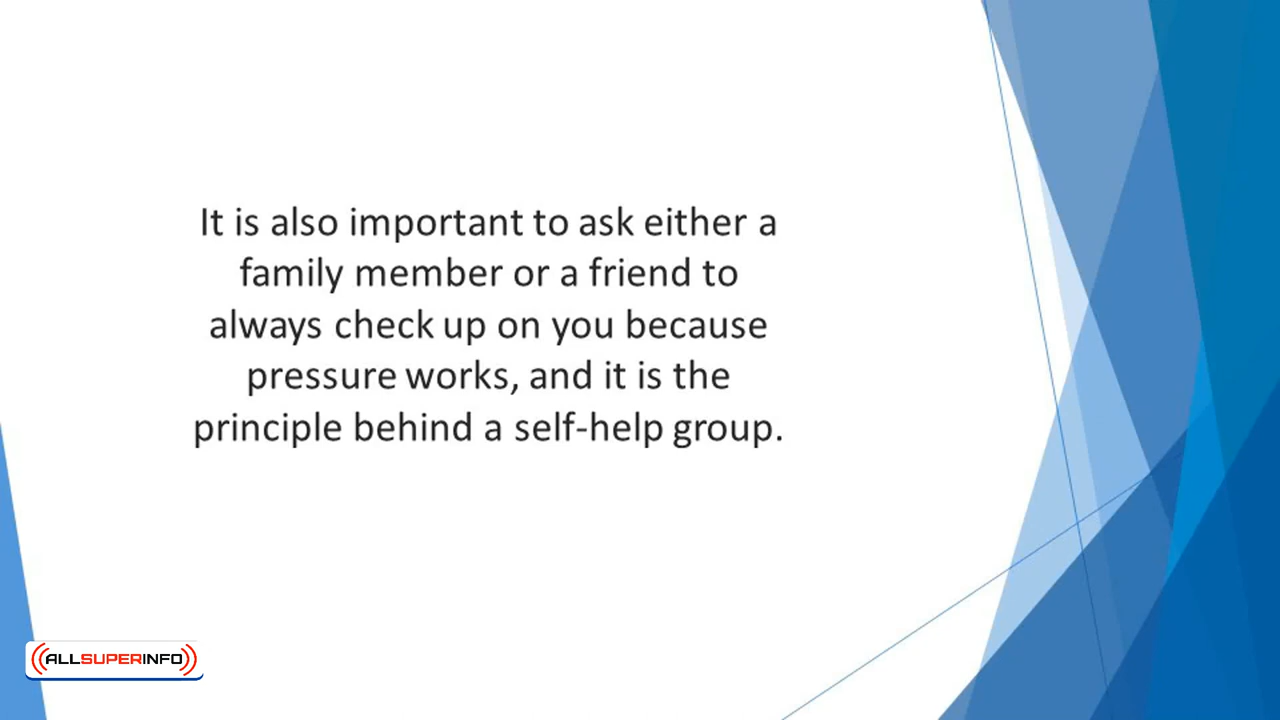 It is also important to ask either a
family member or a friend to
always check up on you because
pressure works, and it is the
principle behind a self-help group.
ALLSUPERINFO